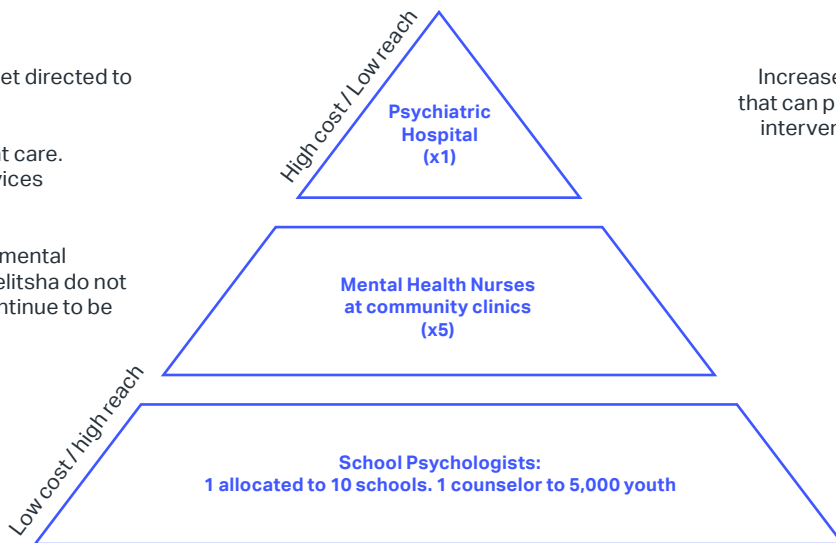 et directed to
t care.
vices
mental
elitsha do not
ntinue to be
High cost / Low reach
Psychiatric
Hospital
(x1)
Increase
that can p
interver
Mental Health Nurses
at community clinics
(x5)
Low cost / high reach
School Psychologists:
1 allocated to 10 schools. 1 counselor to 5,000 youth